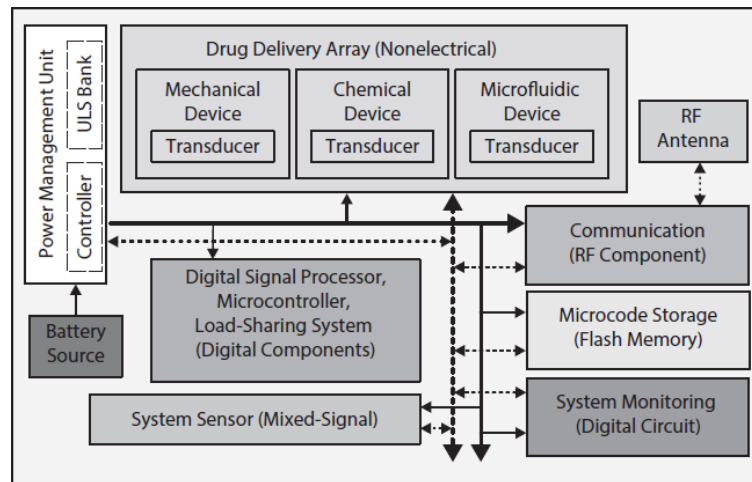 Power Management Unit
ULS Bank
Controller
Battery
Source
Drug Delivery Array (Nonelectrical)
Mechanical
Device
Transducer
Chemical
Device
Transducer
Microfluidic
Device
Transducer
RF
Antenna
Digital Signal Processor,
Microcontroller,
Load-Sharing System
(Digital Components)
Communication
(RF Component)
Microcode Storage
(Flash Memory)
System Sensor (Mixed-Signal)
System Monitoring
(Digital Circuit)